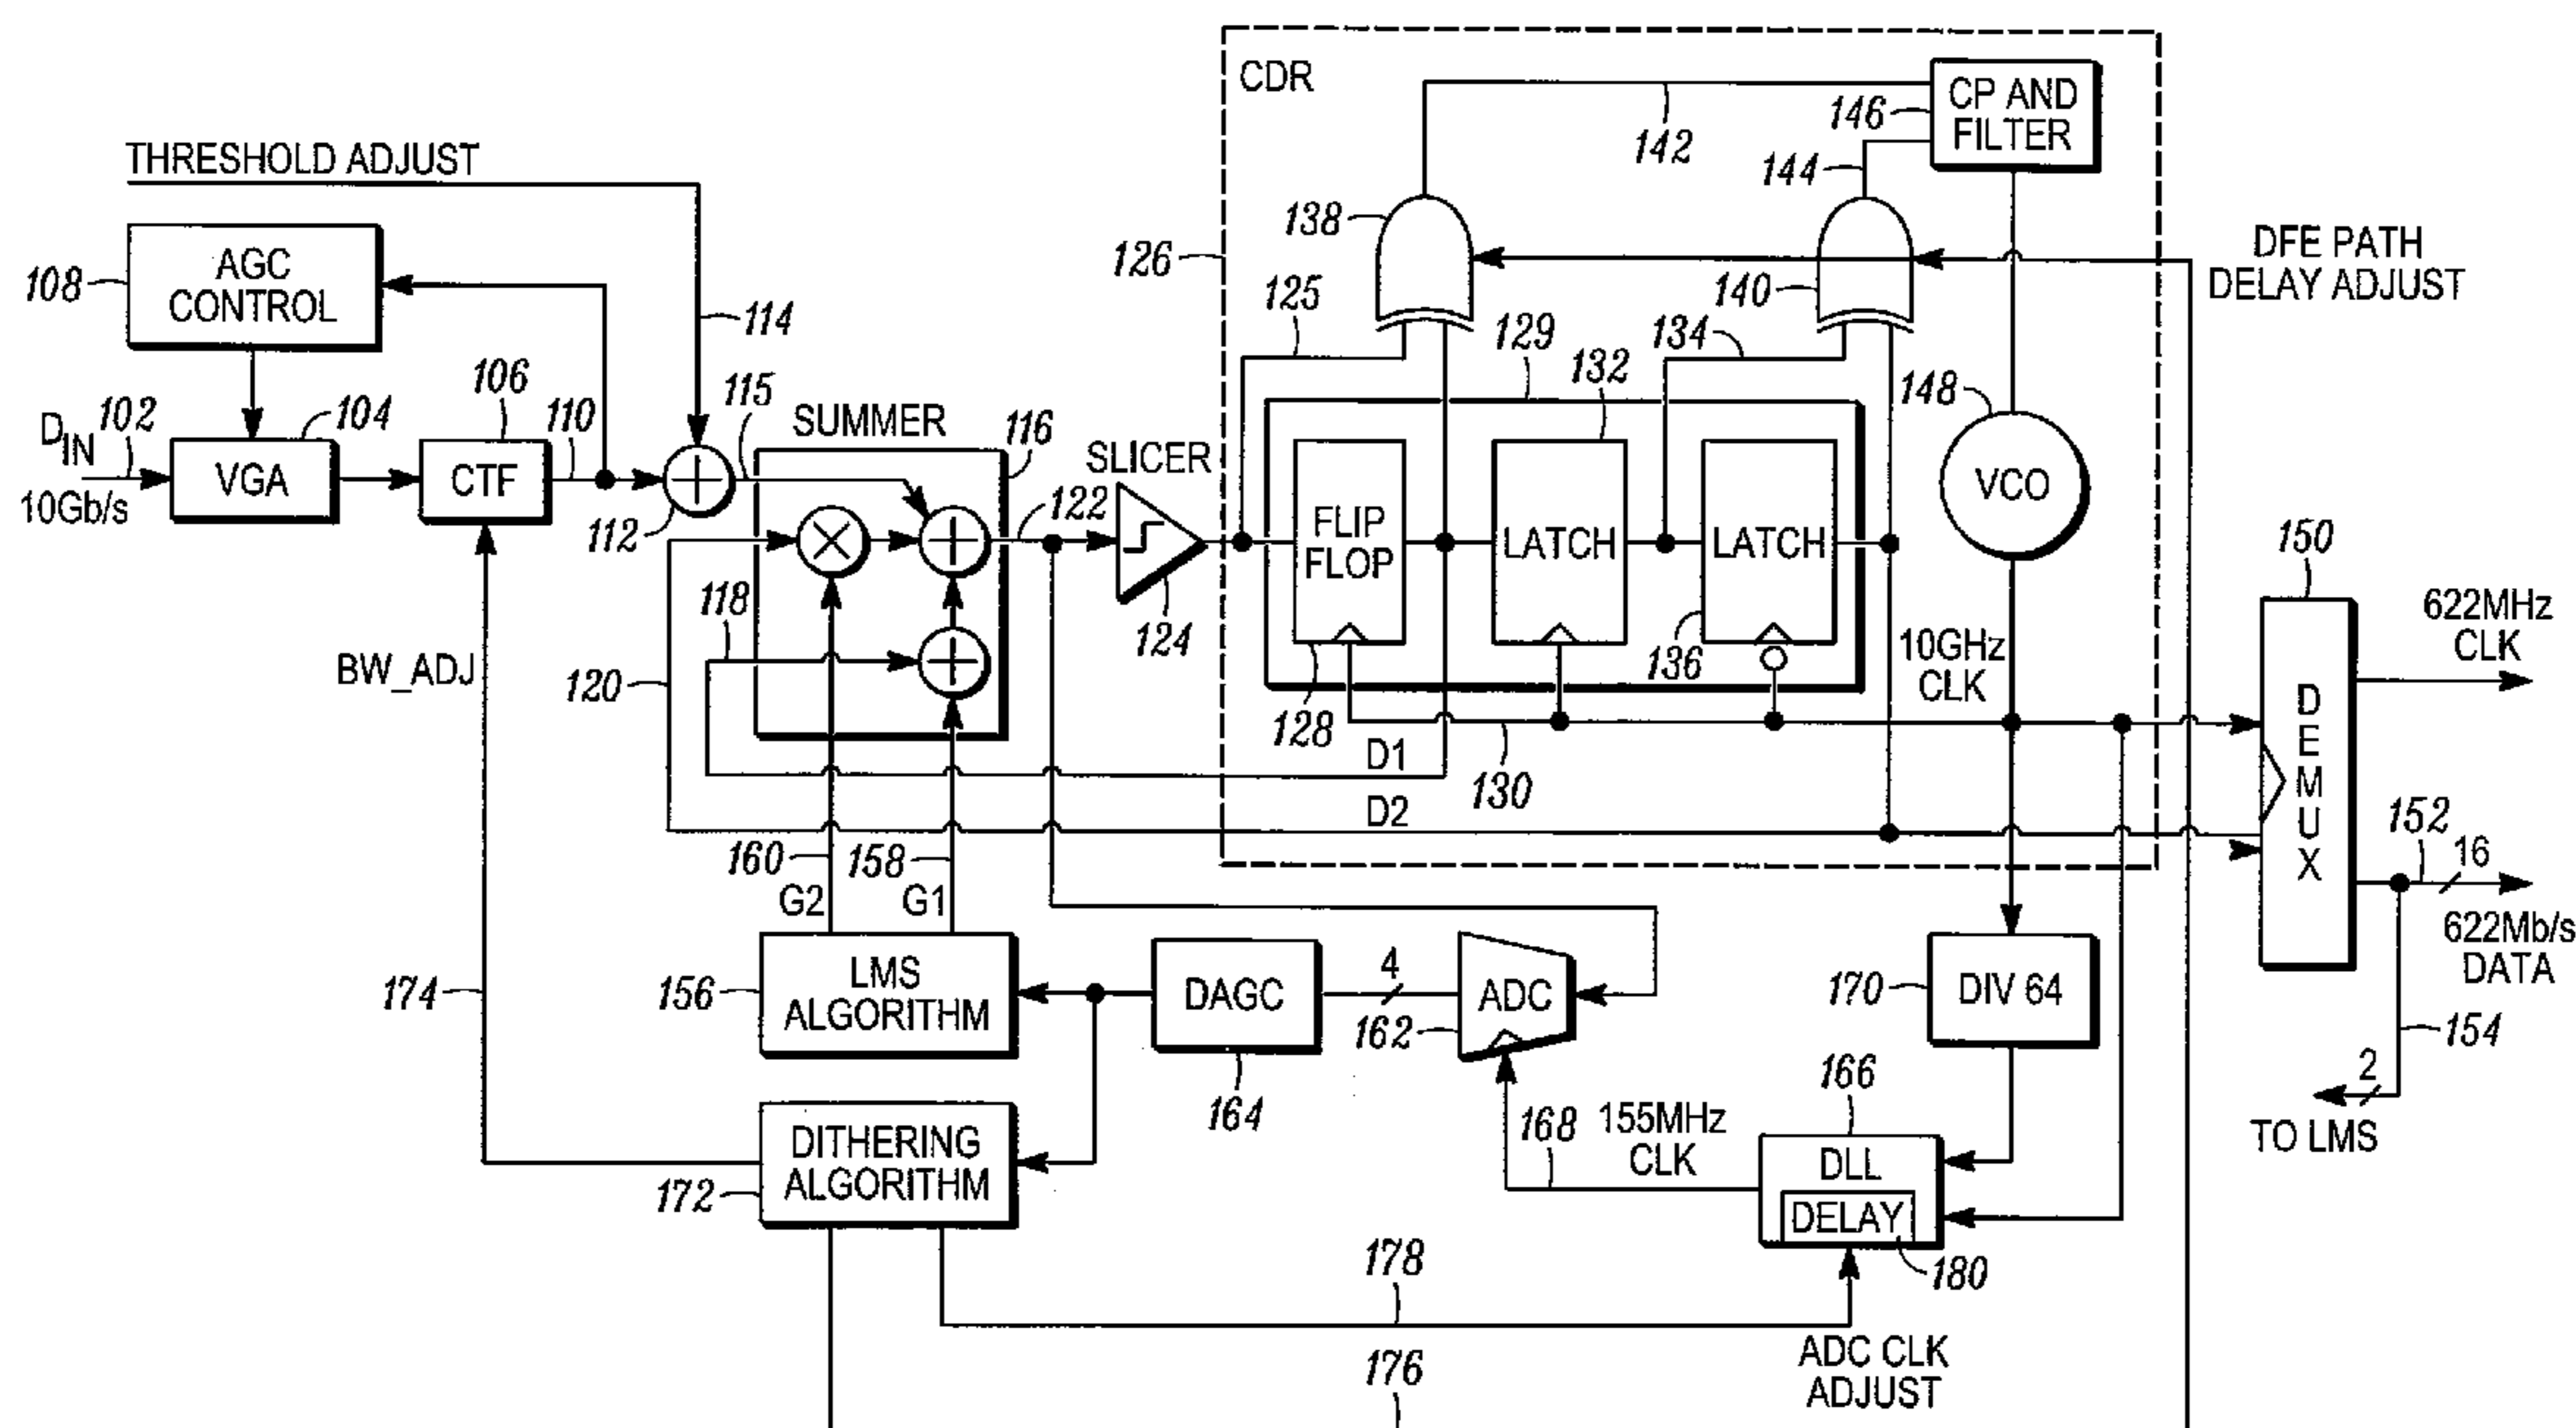 CDR
CP AND
FILTER
146
142
144
THRESHOLD ADJUST
138
126
DFE PATH
DELAY ADJUST
AGC
CONTROL
108
114
125
140
129
134
132
148
106
115
SUMMER
116
D_IN
102
104
110
10Gb/s
VGA
CTF
112
122
SLICER
124
FLIP
FLOP
LATCH
LATCH
VCO
150
622MHz
CLK
118
BW_ADJ
120
128
136
10GHz
CLK
DEMUX
D1
130
D2
152
16
622Mb/s
DATA
160
158
G2
G1
174
156
LMS
ALGORITHM
DAGC
4
ADC
162
164
170
DIV 64
154
2
TO LMS
166
168
155MHz
CLK
DLL
DELAY
180
DITHERING
ALGORITHM
172
178
ADC CLK
ADJUST
176